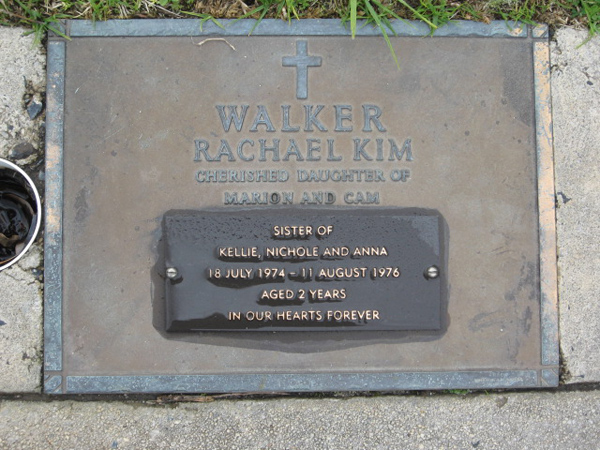 WALKER
RACHAEL KIM
CHERISHED DAUGHTER OF
MARION AND CAM
SISTER OF
KELLIE, NICHOLE AND ANNA
18 JULY 1974 - 11 AUGUST 1976
AGED 2 YEARS
IN OUR HEARTS FOREVER